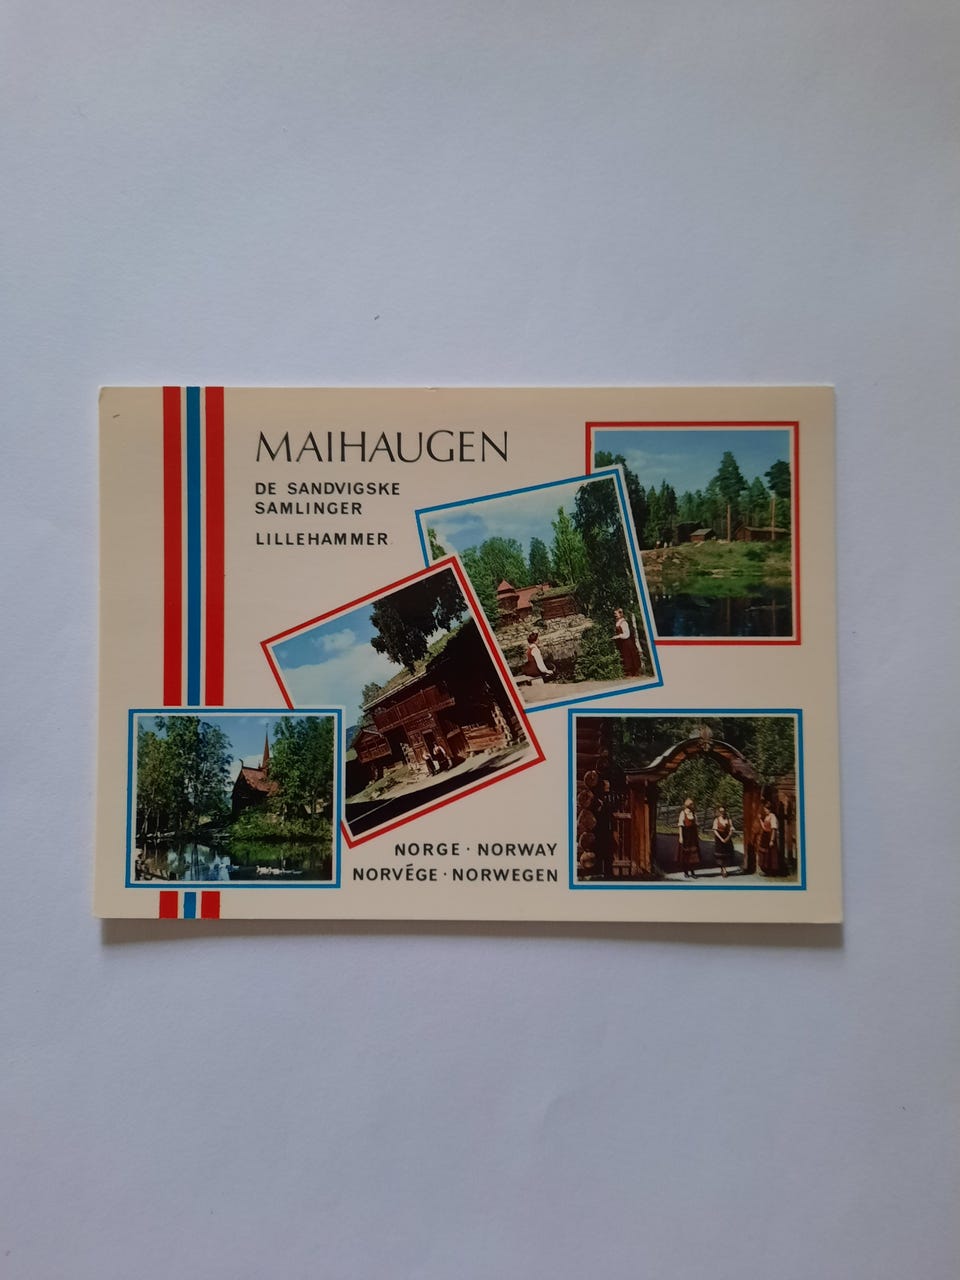 MAIHAUGEN
DE SANDVIGSKE
SAMLINGER
LILLEHAMMER
NORGE · NORWAY
NORVÉGE · NORWEGEN